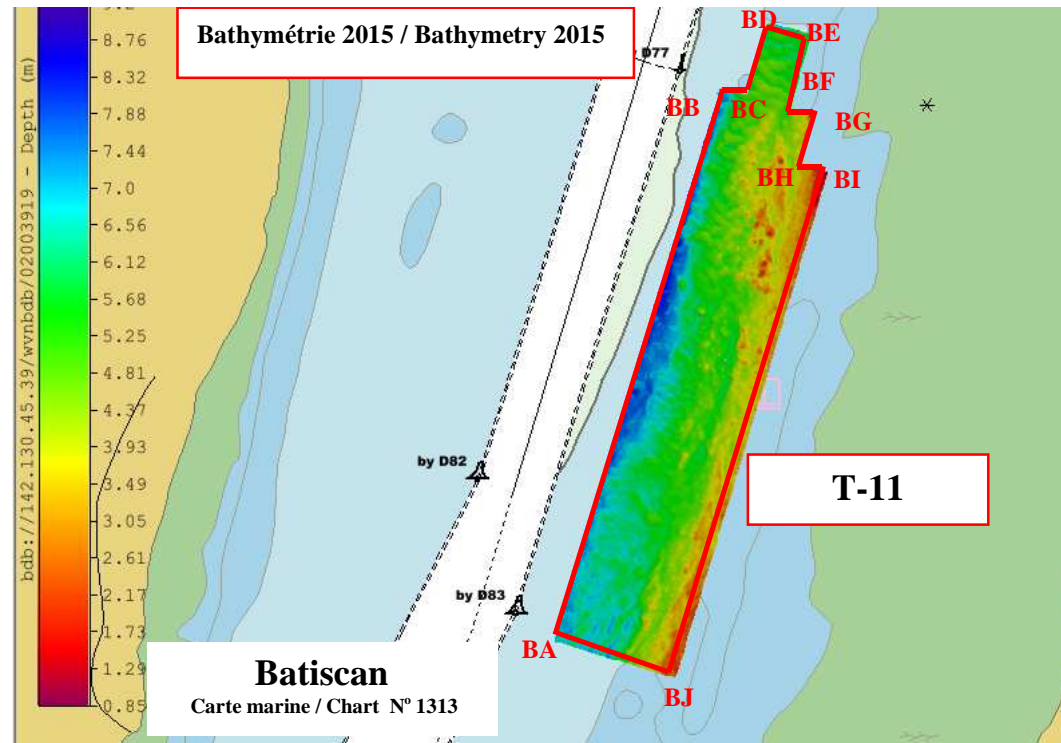 Bathymétrie 2015 / Bathymetry 2015
D77
BD
BE
BF
BB
BC
BG
BH
BI
bdb://142.130.45.39/wvnbdb/02003919 - Depth (m)
8.76
8.32
7.88
7.44
7.0
6.56
6.12
5.68
5.25
4.81
4.37
3.93
3.49
3.05
2.61
2.17
1.73
1.29
0.85
by D82
T-11
by D83
BA
BJ
Batiscan
Carte marine / Chart Nº 1313